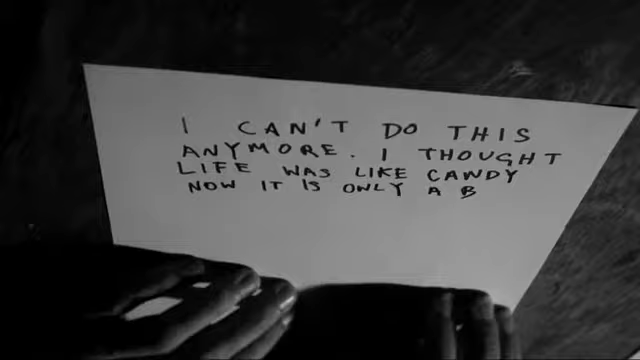 I CAN'T DO THIS
ANYMORE. I THOUGHT
LIFE WAS LIKE CANDY
NOW IT IS ONLY A B